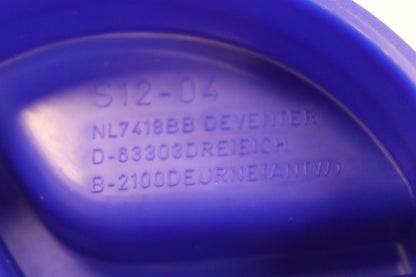 S12-04
NL7418BB DEVENTER
D-63303DREIEICH
B-2100DEURNE(ANTW)